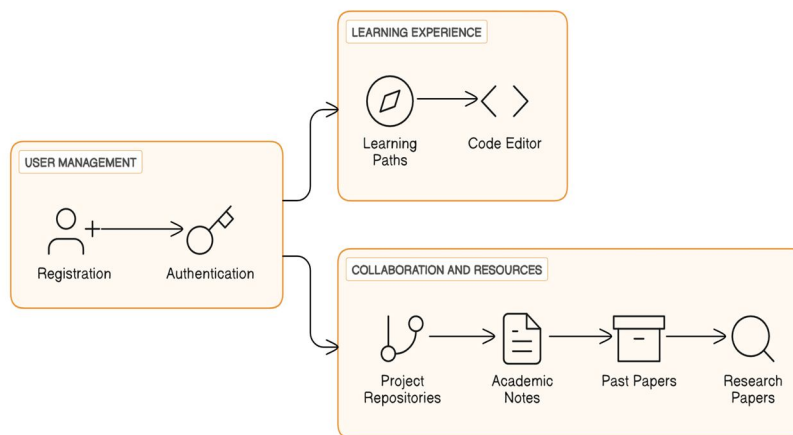 LEARNING EXPERIENCE
Learning
Paths
Code Editor
USER MANAGEMENT
Registration
Authentication
COLLABORATION AND RESOURCES
Project
Repositories
Academic
Notes
Past Papers
Research
Papers